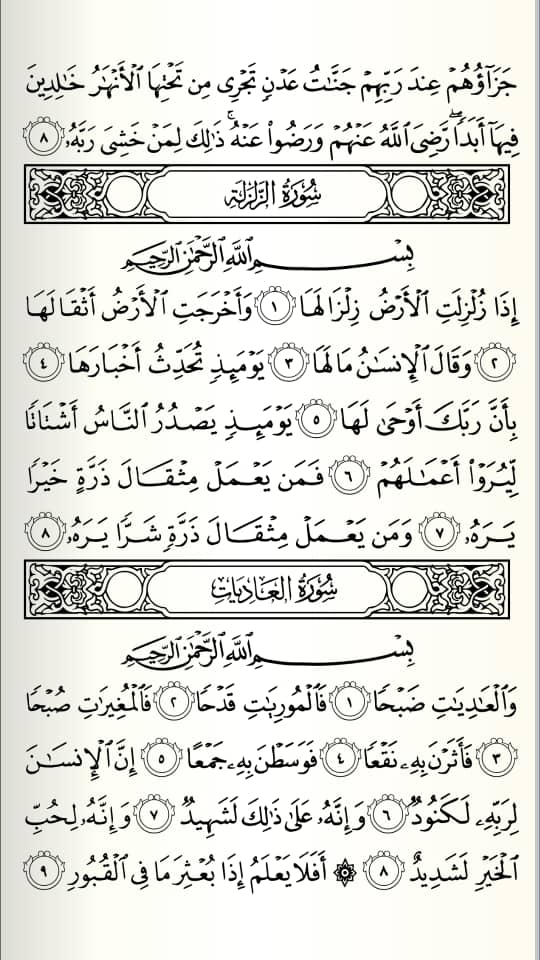 جَزَآؤُهُمۡ عِندَ رَبِّهِمۡ جَنَّٰتُ عَدۡنٖ تَجۡرِي مِن تَحۡتِهَا ٱلۡأَنۡهَٰرُ خَٰلِدِينَ
فِيهَآ أَبَدٗاۖ رَّضِيَ ٱللَّهُ عَنۡهُمۡ وَرَضُواْ عَنۡهُۚ ذَٰلِكَ لِمَنۡ خَشِيَ رَبَّهُۥ ٨
سُورَةُ الزَّلۡزَلَةِ
بِسۡمِ ٱللَّهِ ٱلرَّحۡمَٰنِ ٱلرَّحِيمِ
إِذَا زُلۡزِلَتِ ٱلۡأَرۡضُ زِلۡزَالَهَا ١ وَأَخۡرَجَتِ ٱلۡأَرۡضُ أَثۡقَالَهَا
٢ وَقَالَ ٱلۡإِنسَٰنُ مَا لَهَا ٣ يَوۡمَئِذٖ تُحَدِّثُ أَخۡبَارَهَا ٤
بِأَنَّ رَبَّكَ أَوۡحَىٰ لَهَا ٥ يَوۡمَئِذٖ يَصۡدُرُ ٱلنَّاسُ أَشۡتَاتٗا
لِّيُرَوۡاْ أَعۡمَٰلَهُمۡ ٦ فَمَن يَعۡمَلۡ مِثۡقَالَ ذَرَّةٍ خَيۡرٗا
يَرَهُۥ ٧ وَمَن يَعۡمَلۡ مِثۡقَالَ ذَرَّةٖ شَرّٗا يَرَهُۥ ٨
سُورَةُ العَادِيَاتِ
بِسۡمِ ٱللَّهِ ٱلرَّحۡمَٰنِ ٱلرَّحِيمِ
وَٱلۡعَٰدِيَٰتِ ضَبۡحٗا ١ فَٱلۡمُورِيَٰتِ قَدۡحٗا ٢ فَٱلۡمُغِيرَٰتِ صُبۡحٗا
٣ فَأَثَرۡنَ بِهِۦ نَقۡعٗا ٤ فَوَسَطۡنَ بِهِۦ جَمۡعًا ٥ إِنَّ ٱلۡإِنسَٰنَ
لِرَبِّهِۦ لَكَنُودٞ ٦ وَإِنَّهُۥ عَلَىٰ ذَٰلِكَ لَشَهِيدٞ ٧ وَإِنَّهُۥ لِحُبِّ
ٱلۡخَيۡرِ لَشَدِيدٌ ٨ ۞ أَفَلَا يَعۡلَمُ إِذَا بُعۡثِرَ مَا فِي ٱلۡقُبُورِ ٩